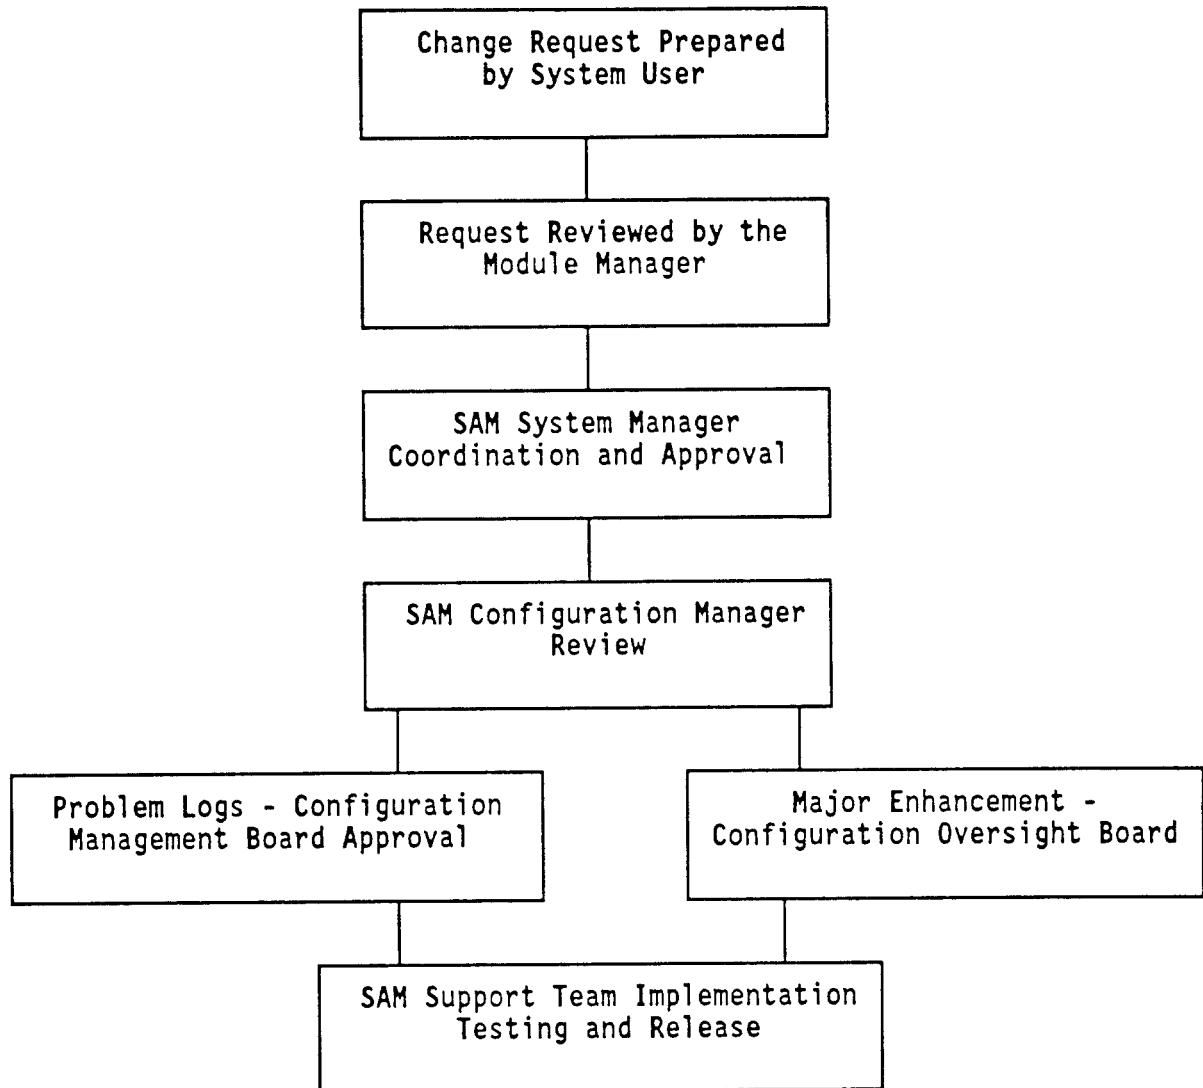 Change Request Prepared
by System User
Request Reviewed by the
Module Manager
SAM System Manager
Coordination and Approval
SAM Configuration Manager
Review
Problem Logs - Configuration
Management Board Approval
Major Enhancement -
Configuration Oversight Board
SAM Support Team Implementation
Testing and Release